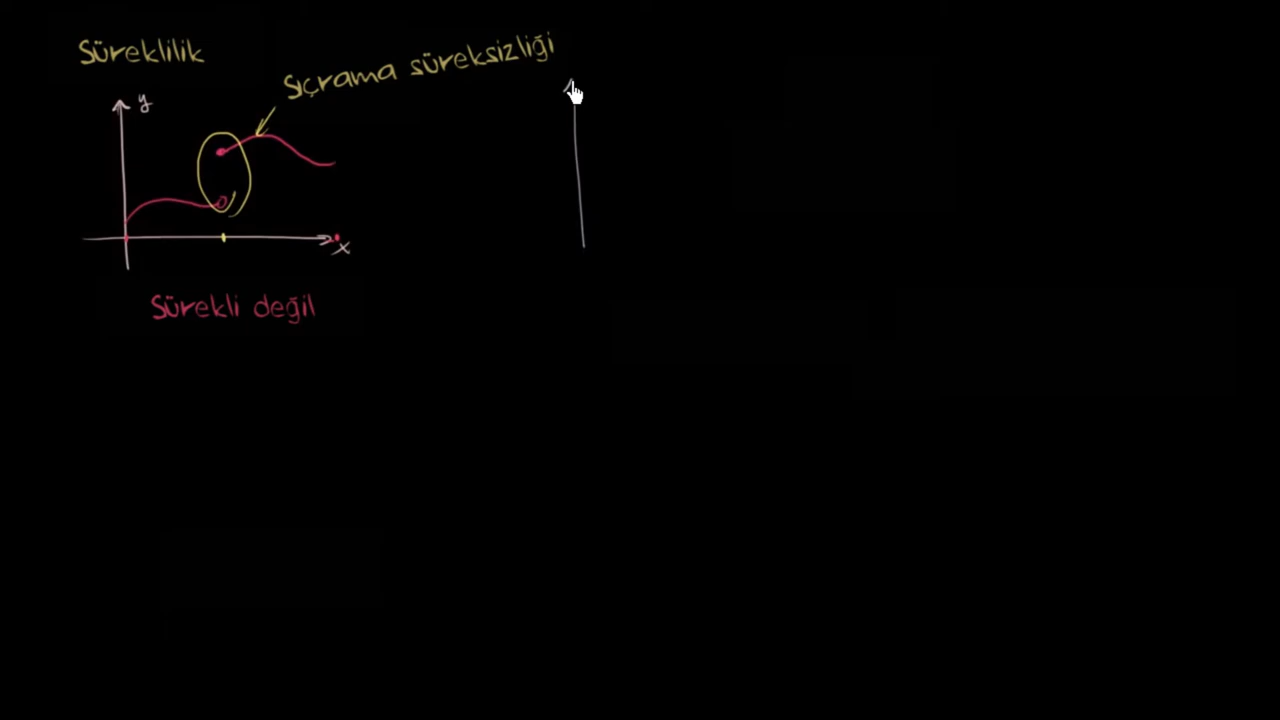 Süreklilik
Sıçrama süreksizliği
y
x
Sürekli değil